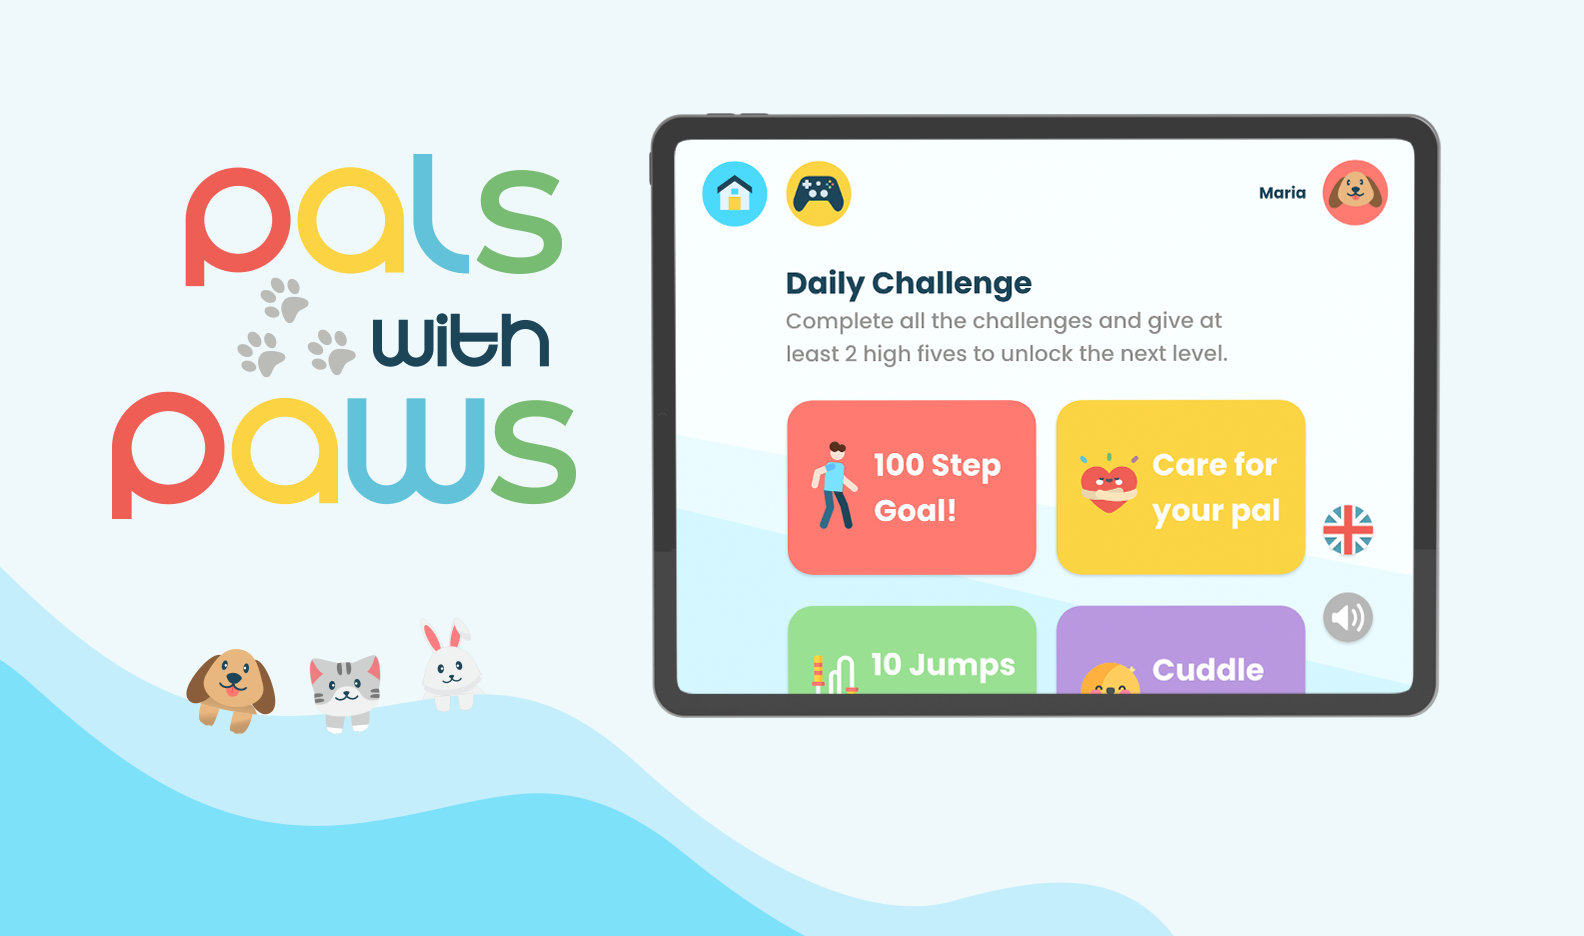 pals
with
paws
Maria
Daily Challenge
Complete all the challenges and give at
least 2 high fives to unlock the next level.
100 Step
Goal!
Care for
your pal
10 Jumps
Cuddle